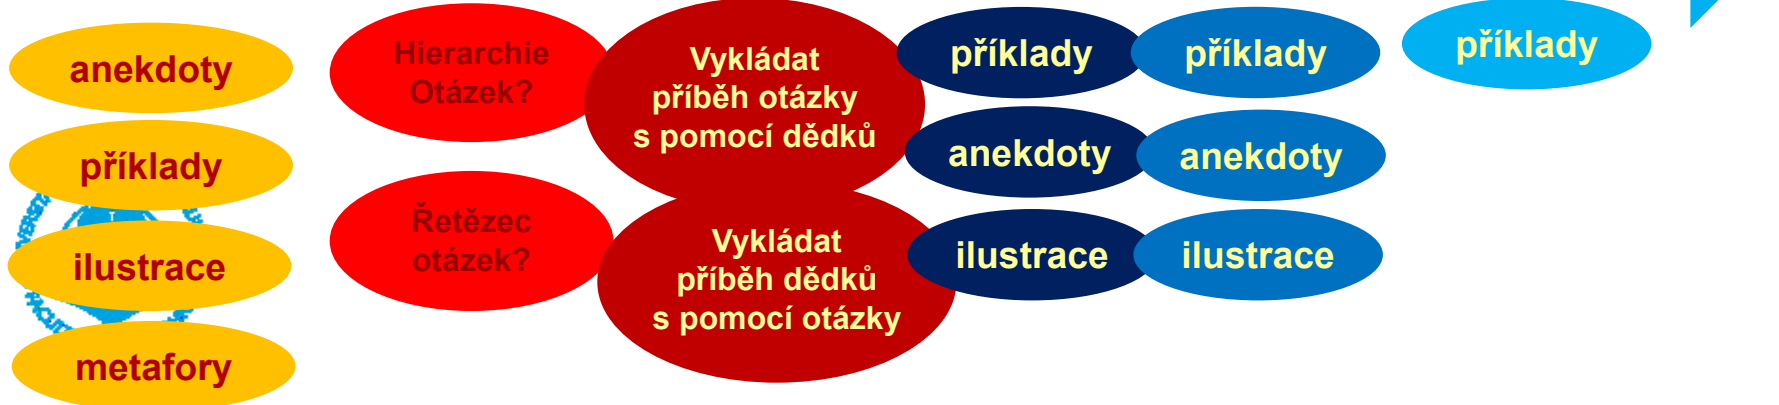 anekdoty
příklady
ilustrace
metafory
Hierarchie
Otázek?
Řetězec
otázek?
Vykládat
příběh otázky
s pomocí dědků
Vykládat
příběh dědků
s pomocí otázky
příklady
anekdoty
ilustrace
příklady
anekdoty
ilustrace
příklady